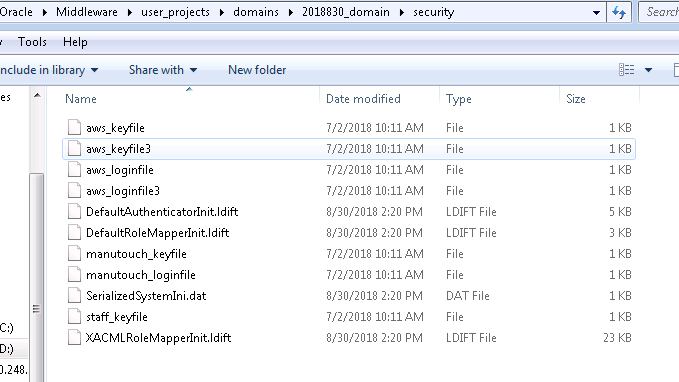 Oracle ▸ Middleware ▸ user_projects ▸ domains ▸ 2018830_domain ▸ security
Search
Tools Help
nclude in library Share with New folder
es
Name Date modified Type Size
aws_keyfile 7/2/2018 10:11 AM File 1 KB
aws_keyfile3 7/2/2018 10:11 AM File 1 KB
aws_loginfile 7/2/2018 10:11 AM File 1 KB
aws_loginfile3 7/2/2018 10:11 AM File 1 KB
DefaultAuthenticatorInit.ldift 8/30/2018 2:20 PM LDIFT File 5 KB
DefaultRoleMapperInit.ldift 8/30/2018 2:20 PM LDIFT File 3 KB
manutouch_keyfile 7/2/2018 10:11 AM File 1 KB
manutouch_loginfile 7/2/2018 10:11 AM File 1 KB
SerializedSystemIni.dat 8/30/2018 2:20 PM DAT File 1 KB
staff_keyfile 7/2/2018 10:11 AM File 1 KB
XACMLRoleMapperInit.ldift 8/30/2018 2:20 PM LDIFT File 23 KB
C:)
D:)
0.248.